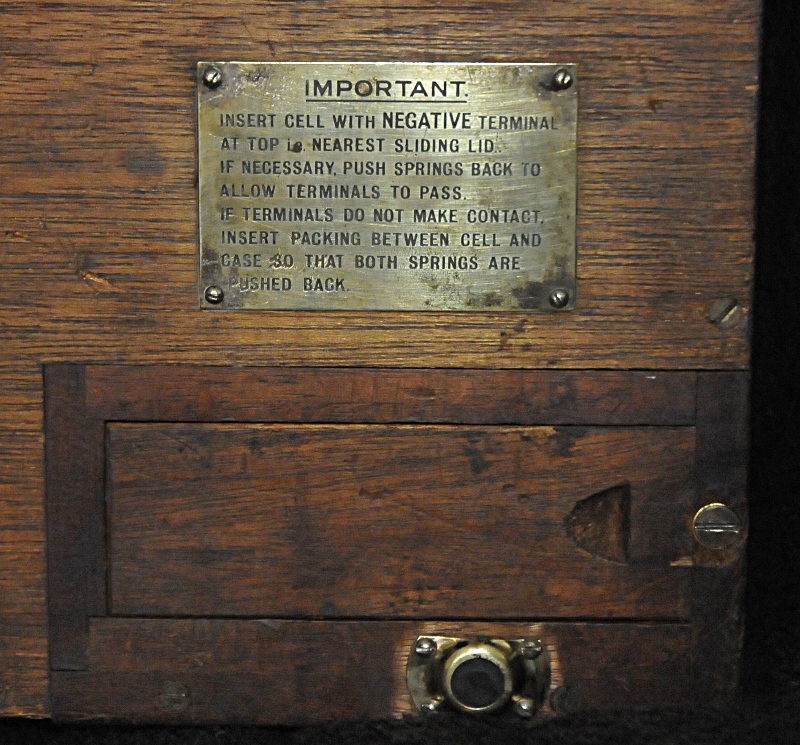 IMPORTANT.
INSERT CELL WITH NEGATIVE TERMINAL
AT TOP i.e. NEAREST SLIDING LID.
IF NECESSARY, PUSH SPRINGS BACK TO
ALLOW TERMINALS TO PASS.
IF TERMINALS DO NOT MAKE CONTACT,
INSERT PACKING BETWEEN CELL AND
CASE SO THAT BOTH SPRINGS ARE
PUSHED BACK.